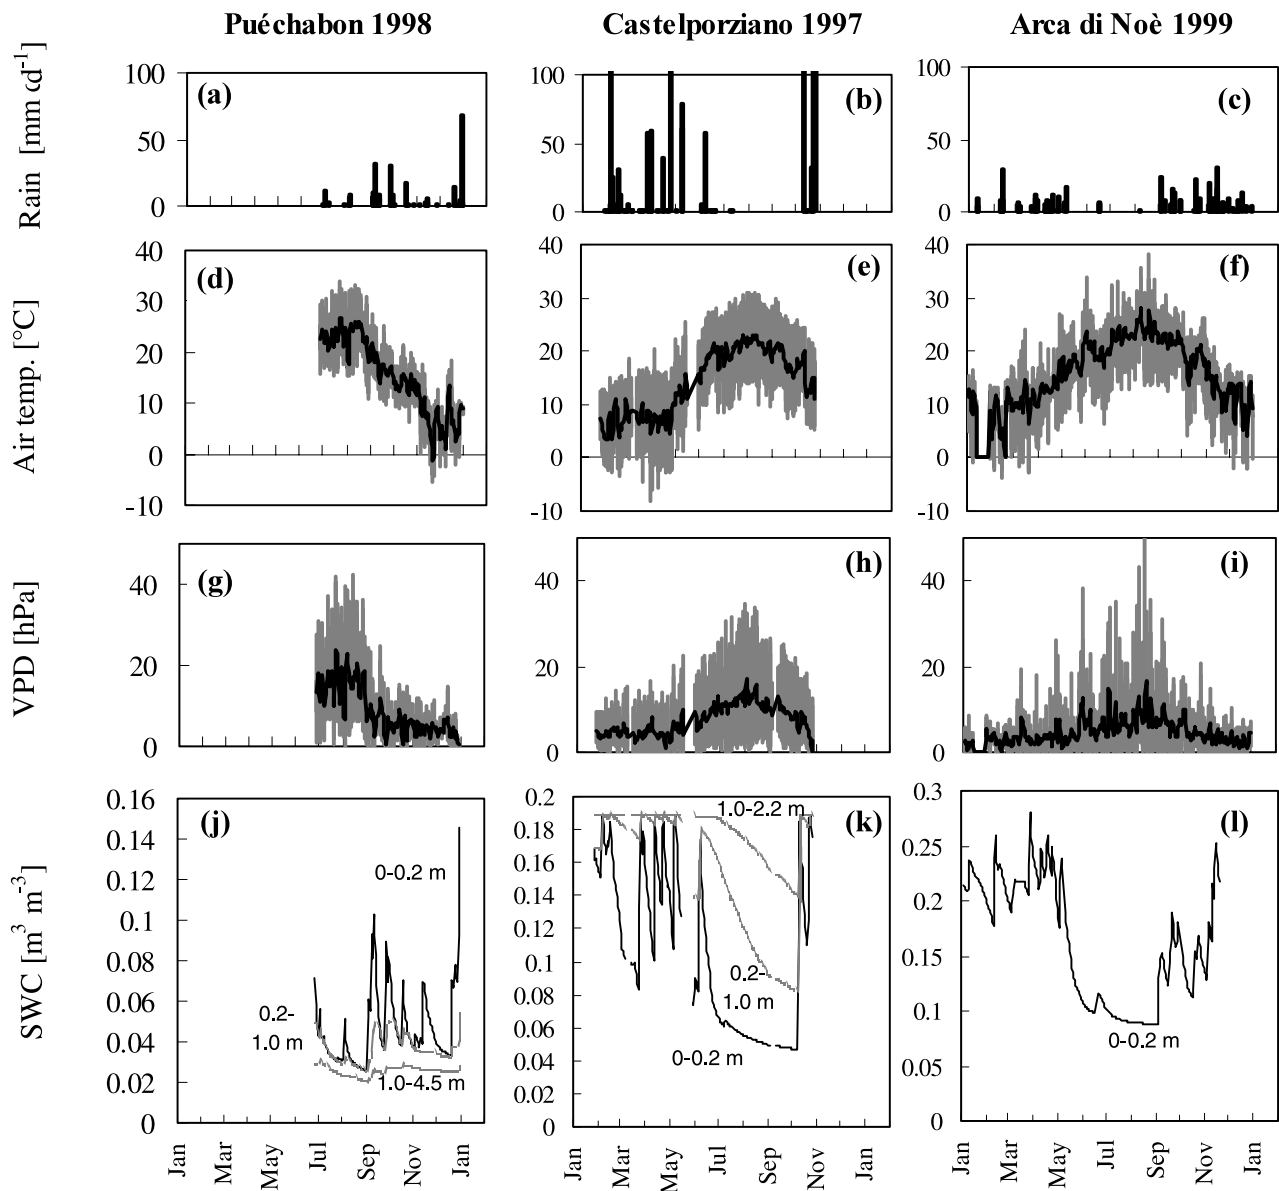 Puéchabon 1998 Castelporziano 1997 Arca di Noè 1999
Rain [mm d⁻¹]
100 50 0
(a)
100 50 0
(b)
100 50 0
(c)
Air temp. [°C]
40 30 20 10 0 -10
(d)
40 30 20 10 0 -10
(e)
40 30 20 10 0 -10
(f)
VPD [hPa]
40 20 0
(g)
40 20 0
(h)
40 20 0
(i)
SWC [m³ m⁻³]
0.16 0.14 0.12 0.1 0.08 0.06 0.04 0.02 0
(j)
0-0.2 m
0.2-
1.0 m
1.0-4.5 m
0.2 0.18 0.16 0.14 0.12 0.1 0.08 0.06 0.04 0.02 0
1.0-2.2 m
(k)
0.2-
1.0 m
0-0.2 m
0.3 0.25 0.2 0.15 0.1 0.05 0
(l)
0-0.2 m
Jan Mar May Jul Sep Nov Jan
Jan Mar May Jul Sep Nov Jan
Jan Mar May Jul Sep Nov Jan